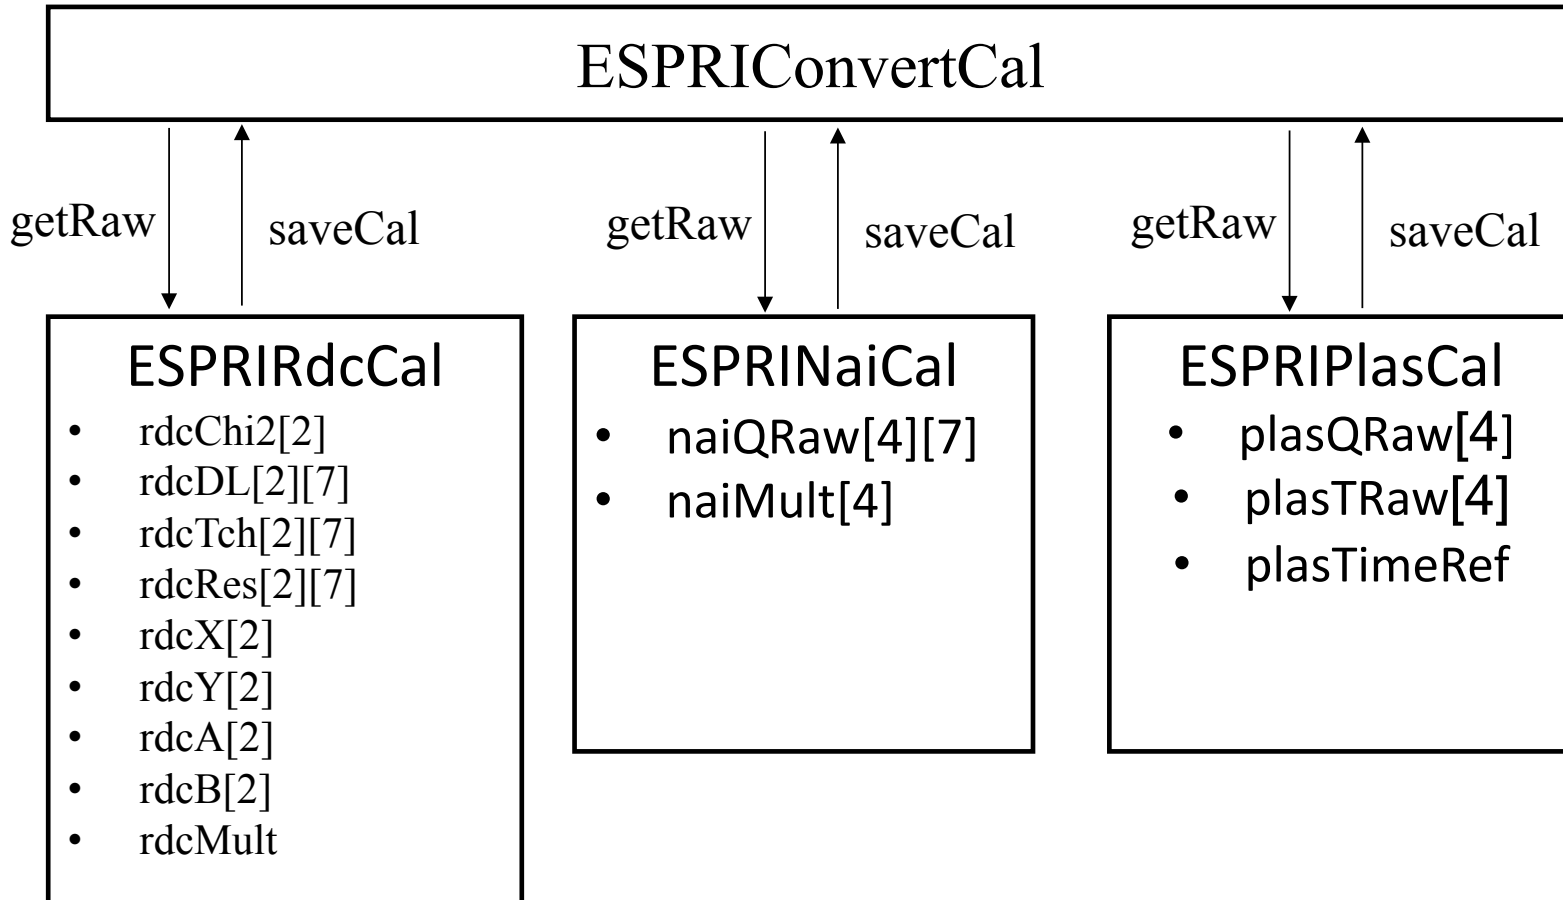 ESPRIConvertCal
getRaw
saveCal
getRaw
saveCal
getRaw
saveCal
ESPRIRdcCal
• rdcChi2[2]
• rdcDL[2][7]
• rdcTch[2][7]
• rdcRes[2][7]
• rdcX[2]
• rdcY[2]
• rdcA[2]
• rdcB[2]
• rdcMult
ESPRINaiCal
• naiQRaw[4][7]
• naiMult[4]
ESPRIPlasCal
• plasQRaw[4]
• plasTRaw[4]
• plasTimeRef